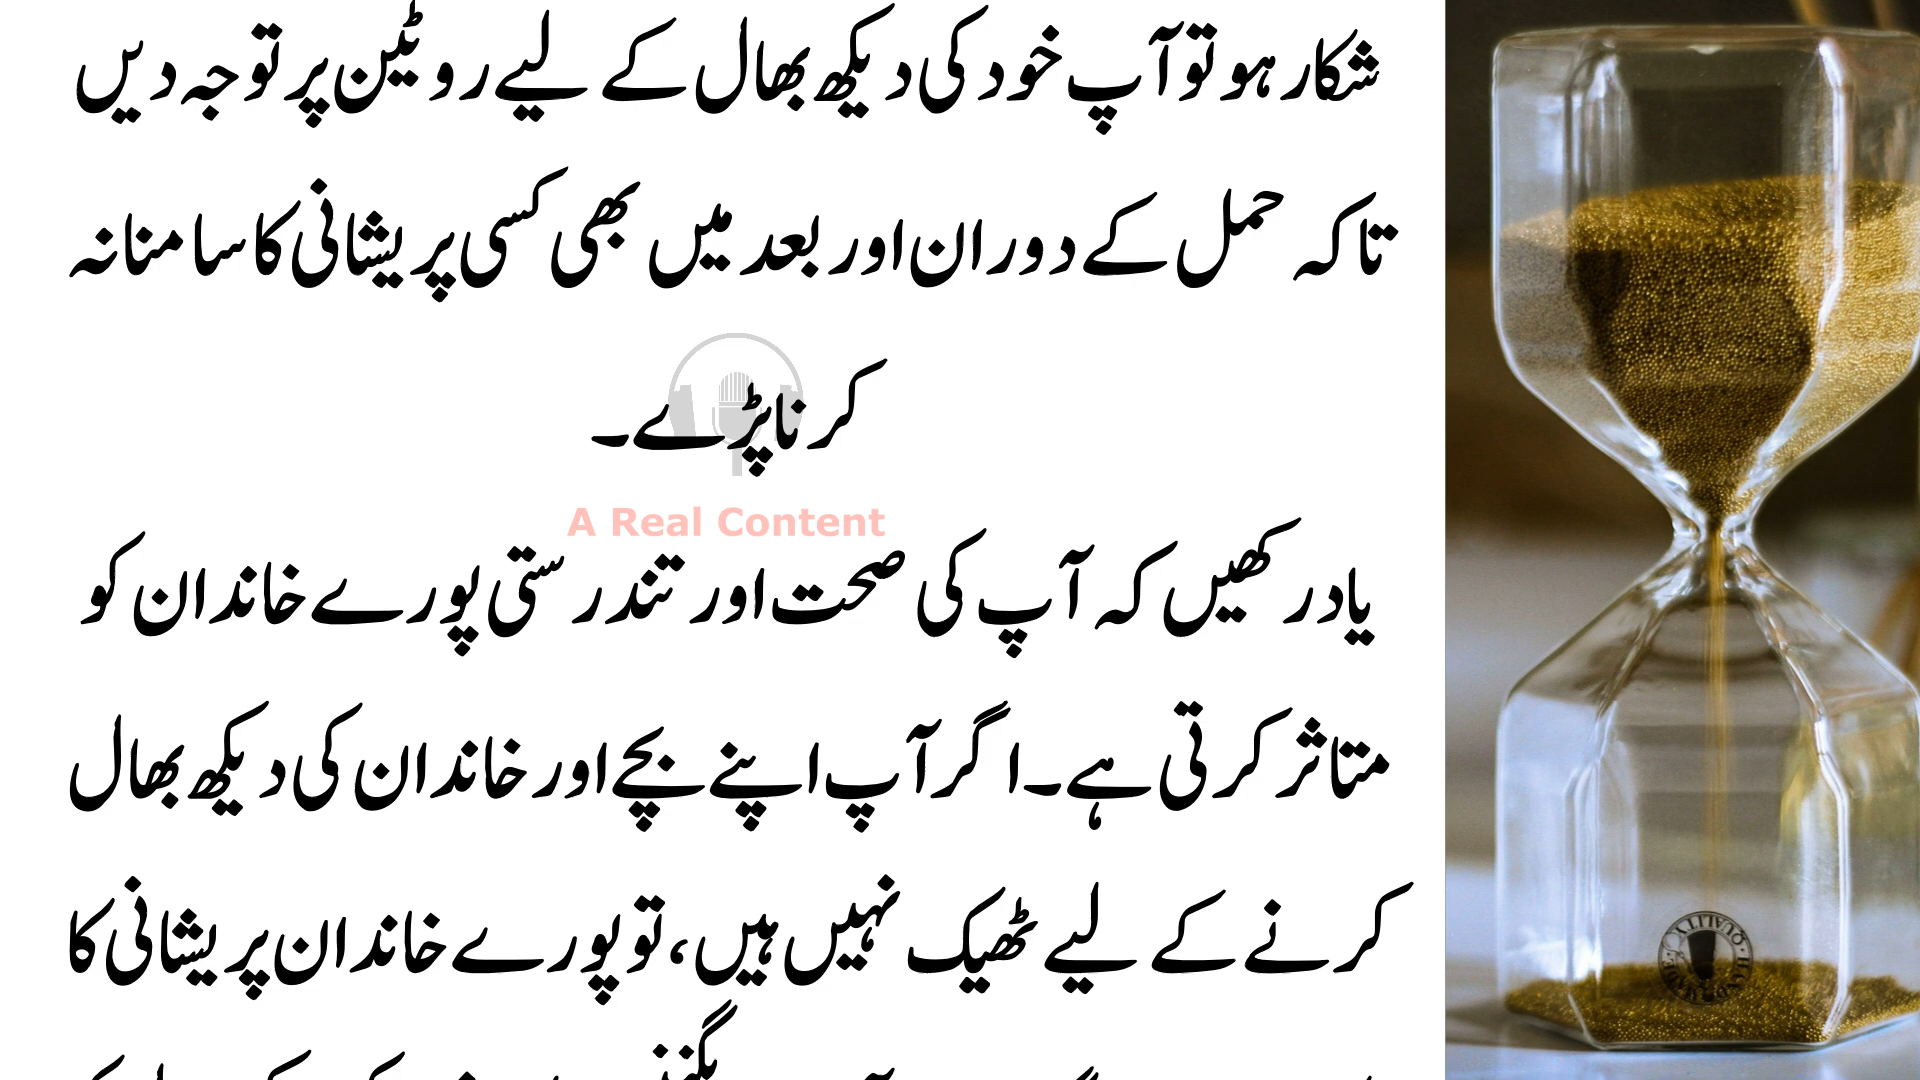 شکار ہو تو آپ خود کی دیکھ بھال کے لیے روٹین پر توجہ دیں
تاکہ حمل کے دوران اور بعد میں بھی کسی پریشانی کا سامنا نہ
کرنا پڑے۔
A Real Content
یاد رکھیں کہ آپ کی صحت اور تندرستی پورے خاندان کو
متاثر کرتی ہے۔ اگر آپ اپنے بچے اور خاندان کی دیکھ بھال
کرنے کے لیے ٹھیک نہیں ہیں، تو پورے خاندان پریشانی کا
QUALITY HAND MADE